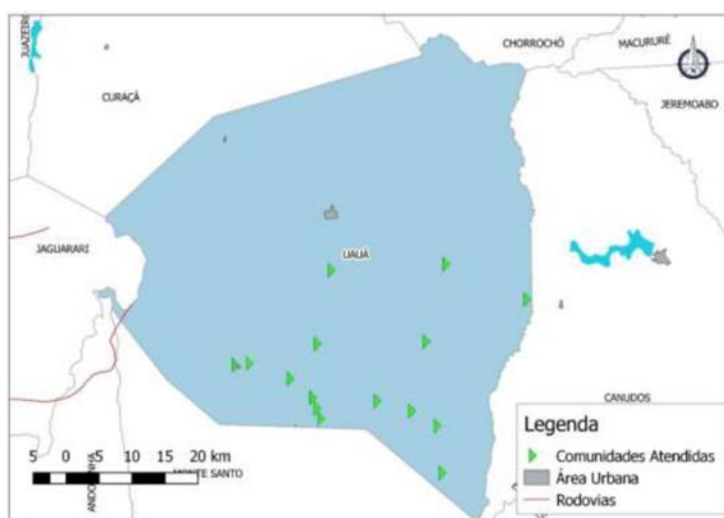 JUAZEIRO
CHORROCHÓ
MACURURÉ
CURAÇÁ
JEREMOABO
JAGUARARI
UAUÁ
CANUDOS
Legenda
Comunidades Atendidas
Área Urbana
Rodovias
5 0 5 10 15 20 km
MONTE SANTO